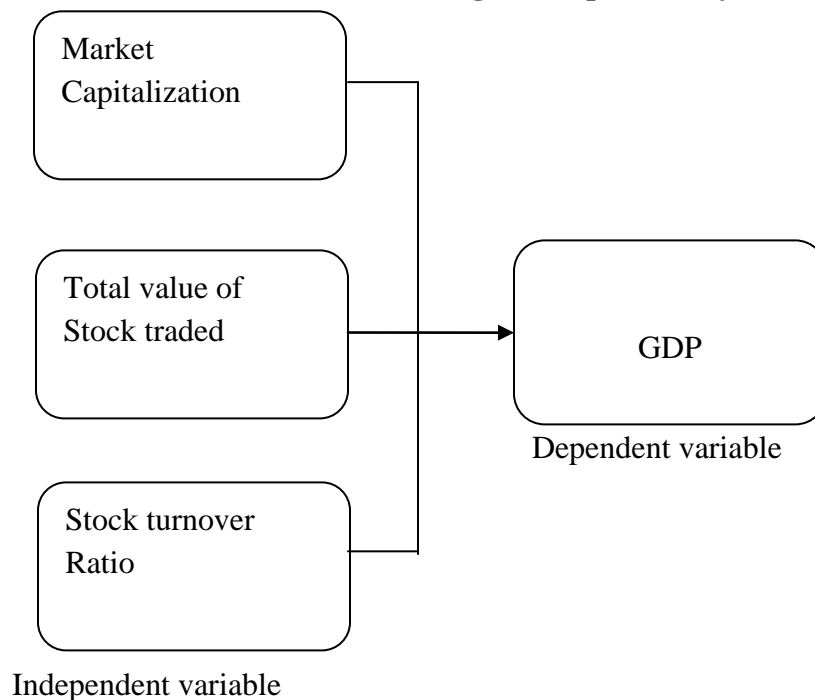 Market
Capitalization
Total value of
Stock traded
GDP
Dependent variable
Stock turnover
Ratio
Independent variable